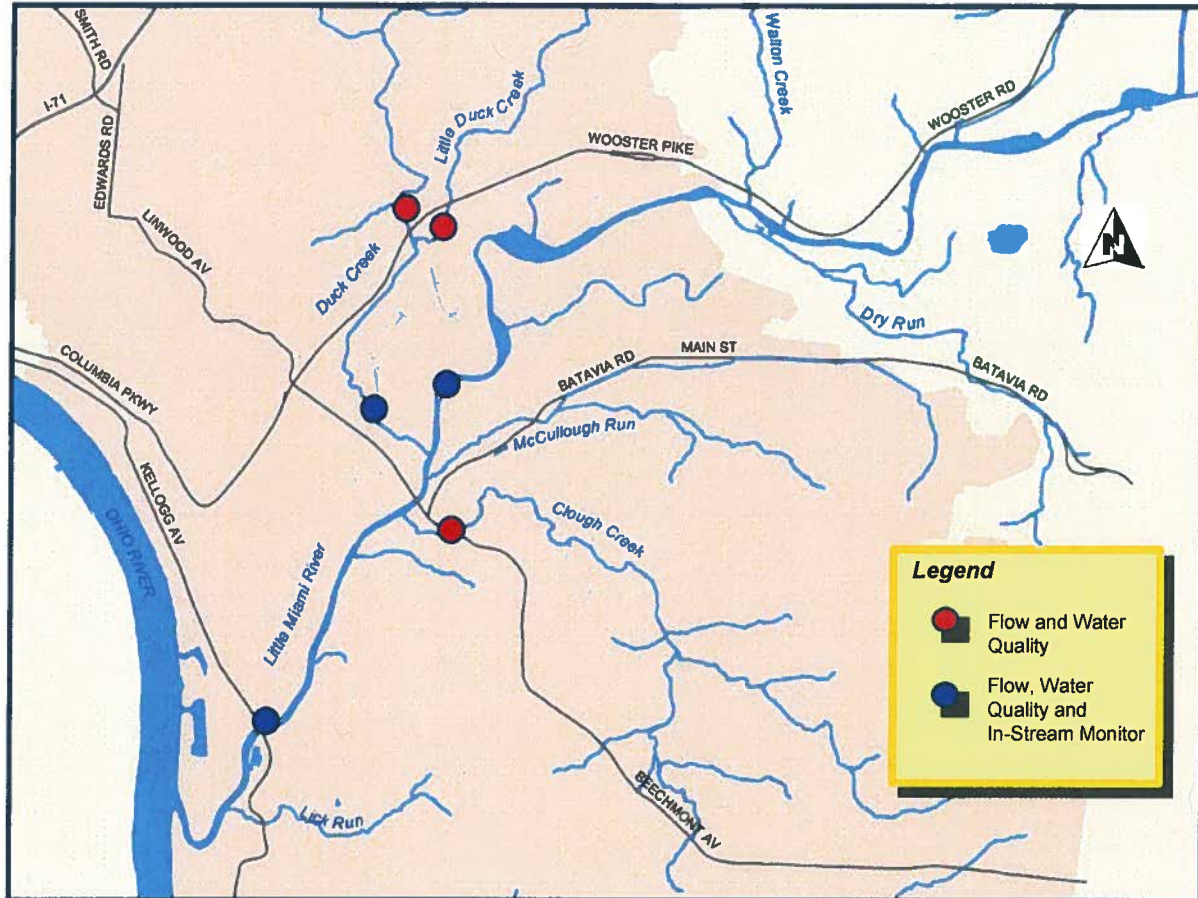 SMITH RD
I-71
EDWARDS RD
LINWOOD AV
Little Duck Creek
Walton Creek
WOOSTER RD
WOOSTER PIKE
Duck Creek
N
COLUMBIA PKWY
Dry Run
MAIN ST
BATAVIA RD
BATAVIA RD
McCullough Run
KELLOGG AV
OHIO RIVER
Clough Creek
Little Miami River
Lick Run
BEECHMONT AV
Legend
Flow and Water
Quality
Flow, Water
Quality and
In-Stream Monitor